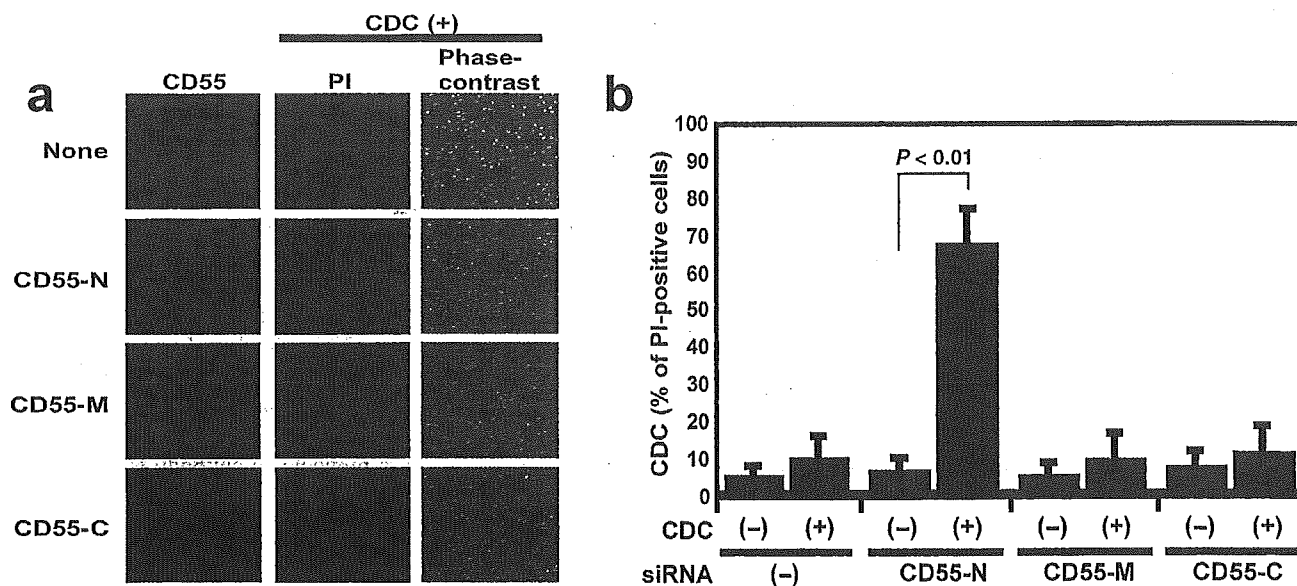 a
CDC (+)
CD55
PI
Phase-
contrast
None
CD55-N
CD55-M
CD55-C
b
CDC (% of PI-positive cells)
100
90
80
70
60
50
40
30
20
10
0
P < 0.01
CDC (–) (+) (–) (+) (–) (+) (–) (+)
siRNA (–) CD55-N CD55-M CD55-C